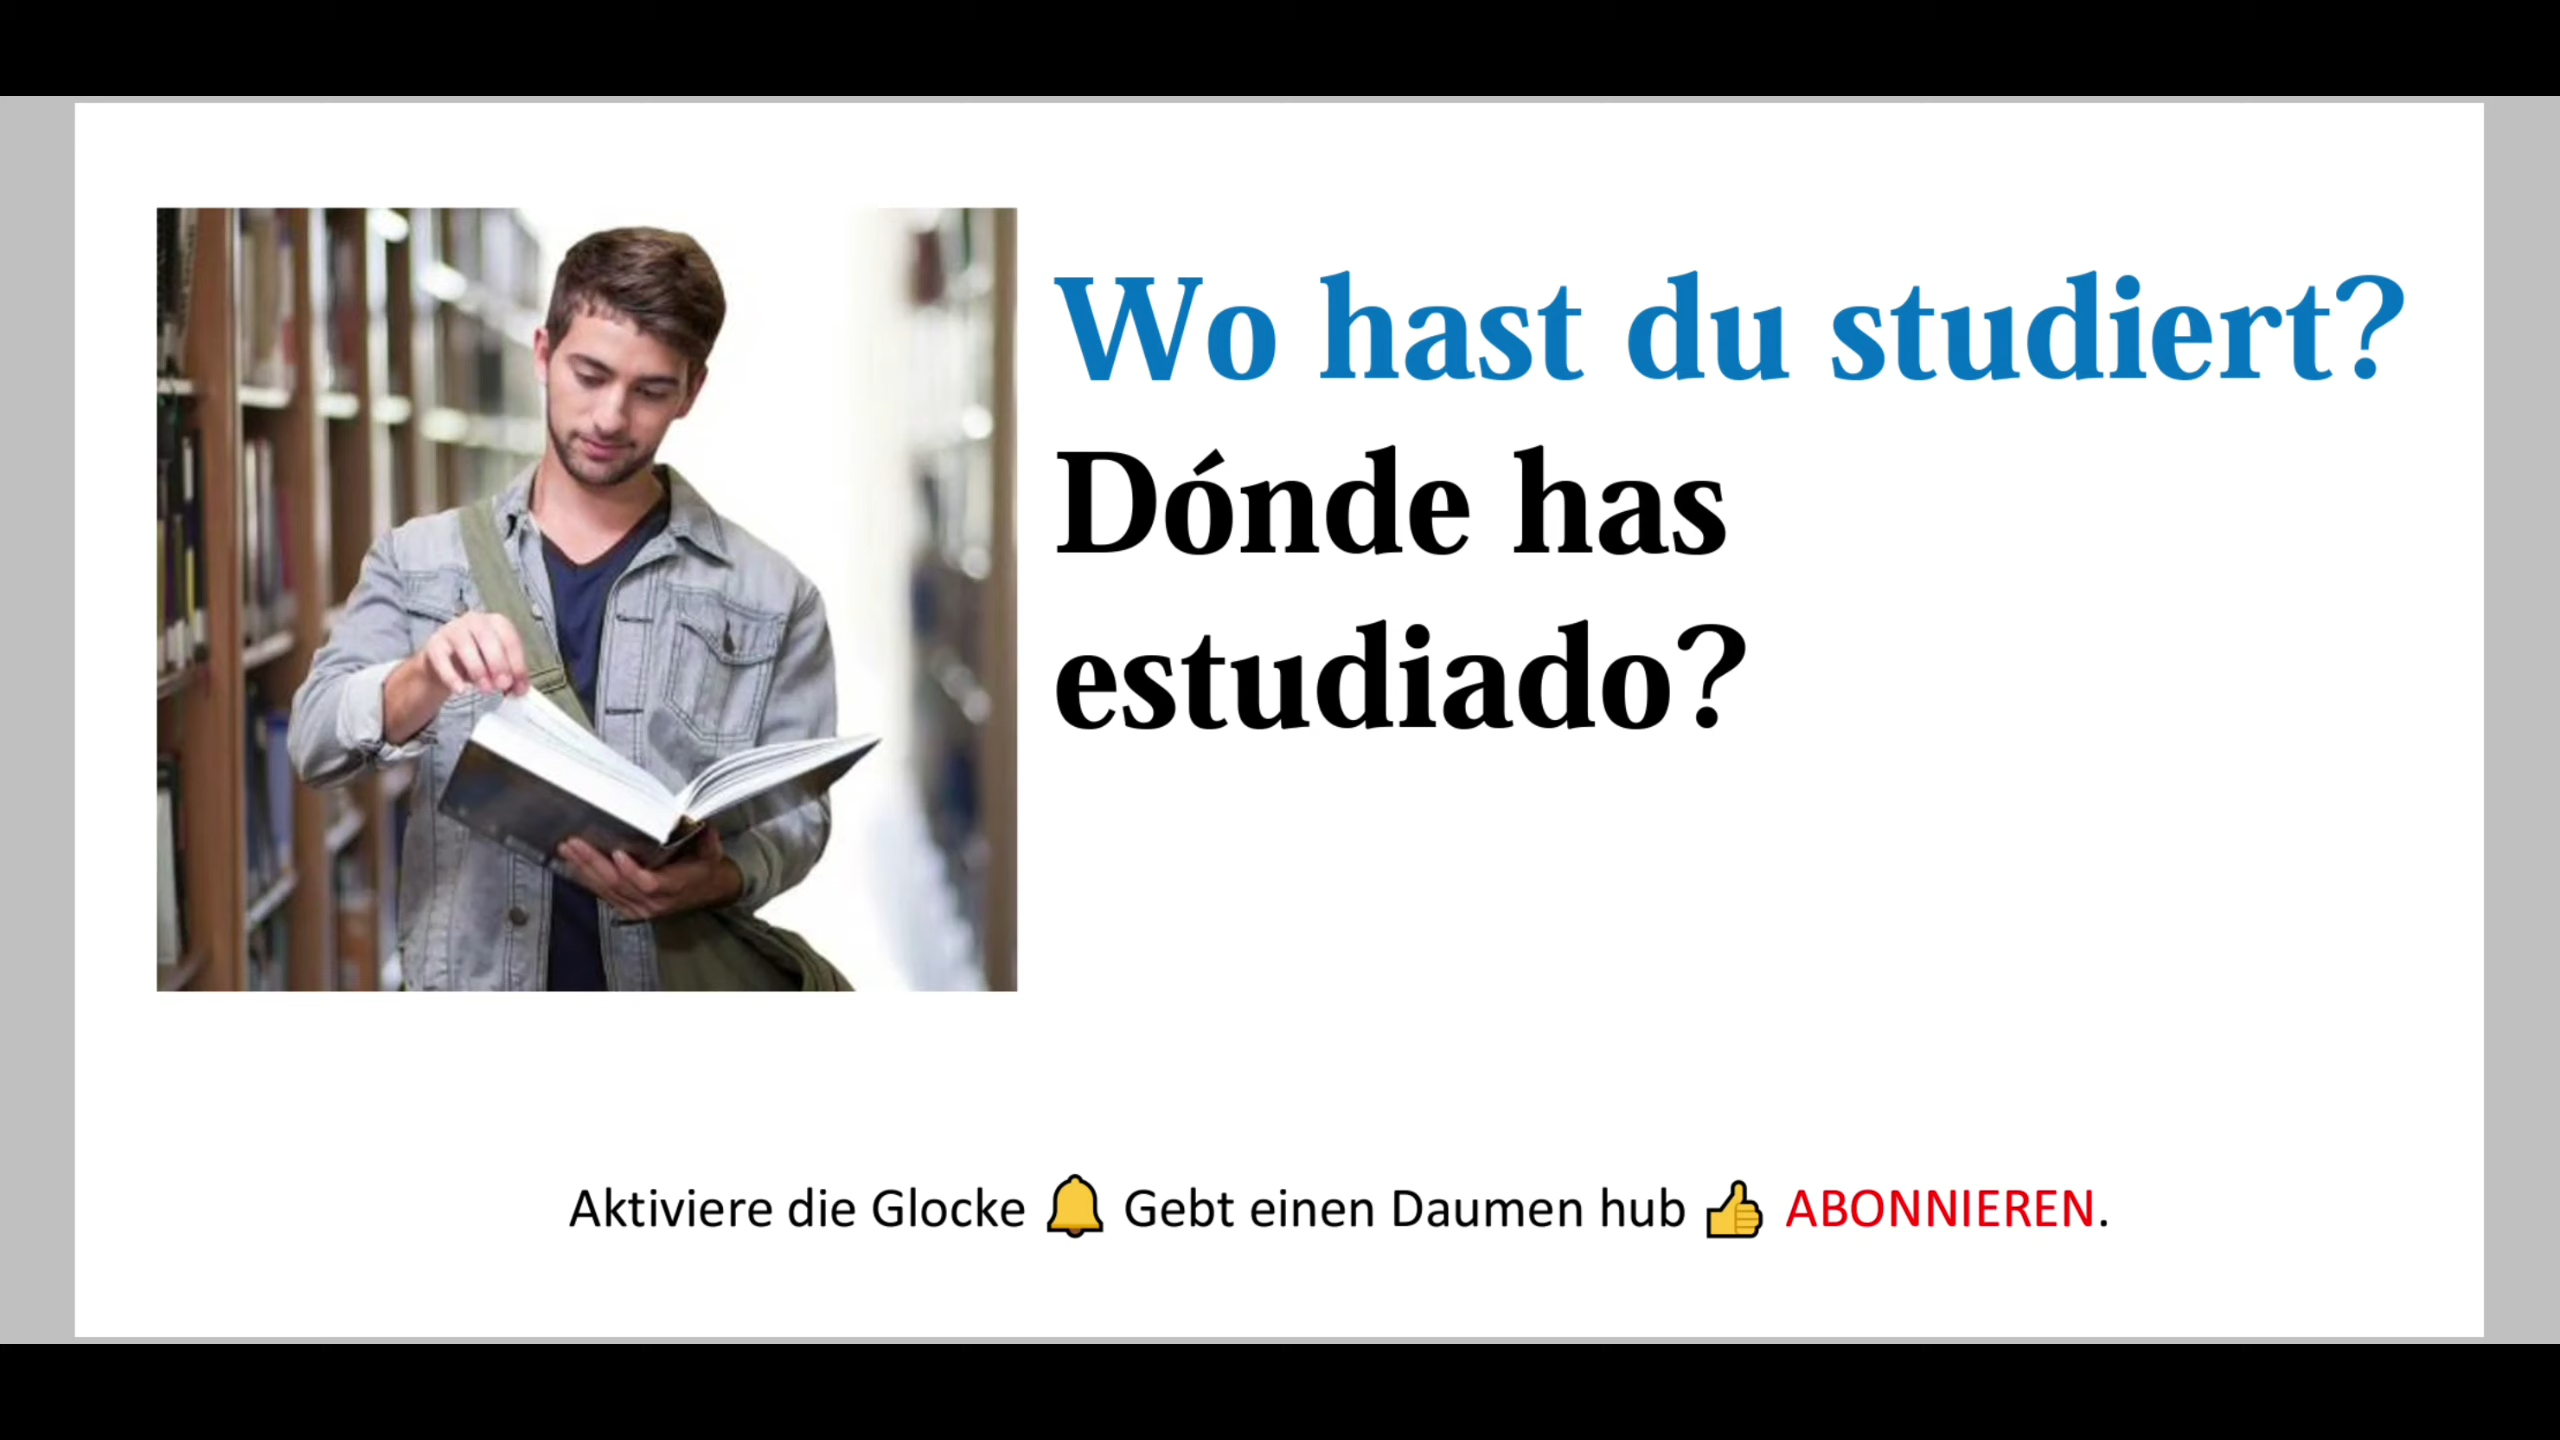 Wo hast du studiert?
Dónde has
estudiado?
Aktiviere die Glocke 🔔 Gebt einen Daumen hub 👍 ABONNIEREN.